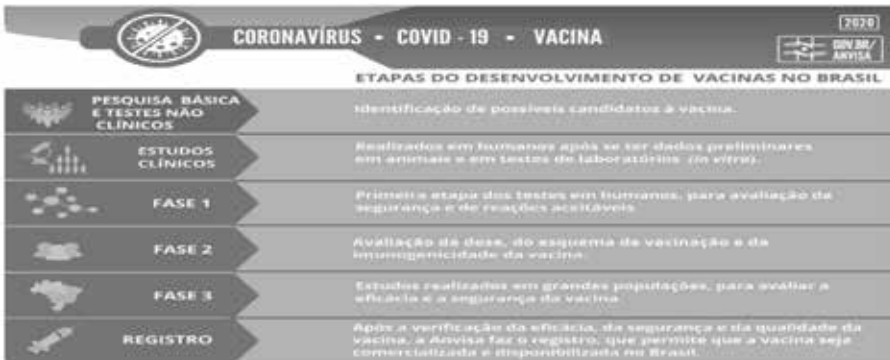 CORONAVÍRUS - COVID - 19 - VACINA
2020
GOV.BR/
ANVISA
ETAPAS DO DESENVOLVIMENTO DE VACINAS NO BRASIL
PESQUISA BÁSICA
E TESTES NÃO
CLÍNICOS
Identificação de possíveis candidatos à vacina.
ESTUDOS
CLÍNICOS
Realizados em humanos após se ter dados preliminares
em animais e em testes de laboratórios (in vitro).
FASE 1
Primeira etapa dos testes em humanos, para avaliação da
segurança e de reações aceitáveis
FASE 2
Avaliação da dose, do esquema de vacinação e da
imunogenicidade da vacina.
FASE 3
Estudos realizados em grandes populações, para avaliar a
eficácia e a segurança da vacina
REGISTRO
Após a verificação da eficácia, da segurança e da qualidade da
vacina, a Anvisa faz o registro, que permite que a vacina seja
comercializada e disponibilizada no Brasil.